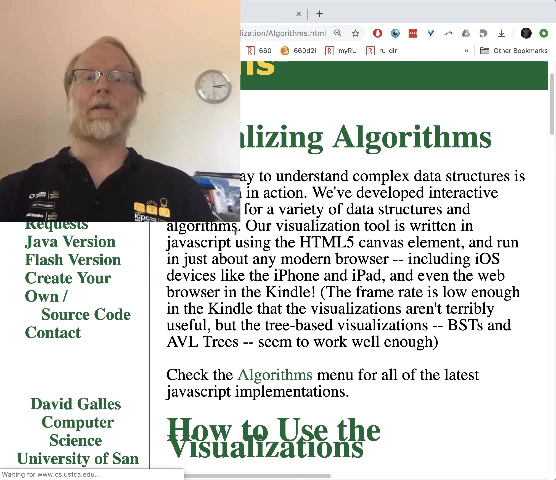 lization/Algorithms.html
660
660d2l
myRU
ru-dir
»
Other Bookmarks
ns
alizing Algorithms
ay to understand complex data structures is
in action. We've developed interactive
for a variety of data structures and
algorithms. Our visualization tool is written in
javascript using the HTML5 canvas element, and run
in just about any modern browser -- including iOS
devices like the iPhone and iPad, and even the web
browser in the Kindle! (The frame rate is low enough
in the Kindle that the visualizations aren't terribly
useful, but the tree-based visualizations -- BSTs and
AVL Trees -- seem to work well enough)
Check the Algorithms menu for all of the latest
javascript implementations.
How to Use the
Visualizations
Requests
Java Version
Flash Version
Create Your
Own /
Source Code
Contact
David Galles
Computer
Science
University of San
Waiting for www.cs.usfca.edu...